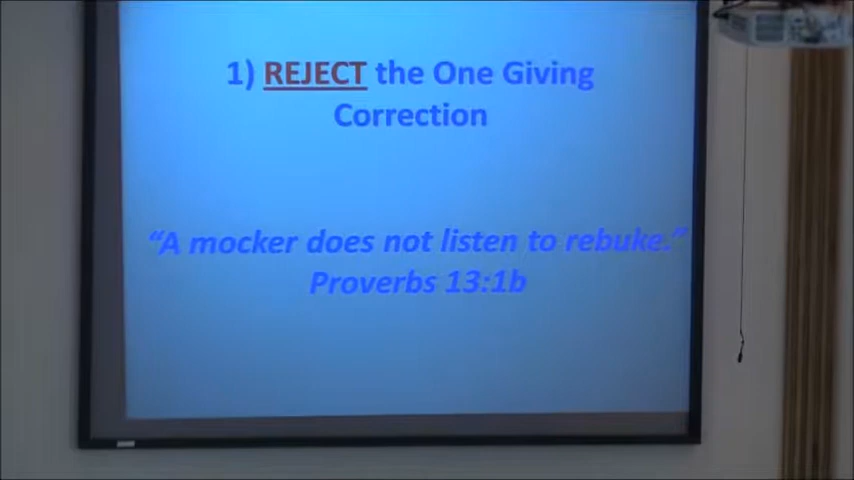 1) REJECT the One Giving
Correction
“A mocker does not listen to rebuke.”
Proverbs 13:1b